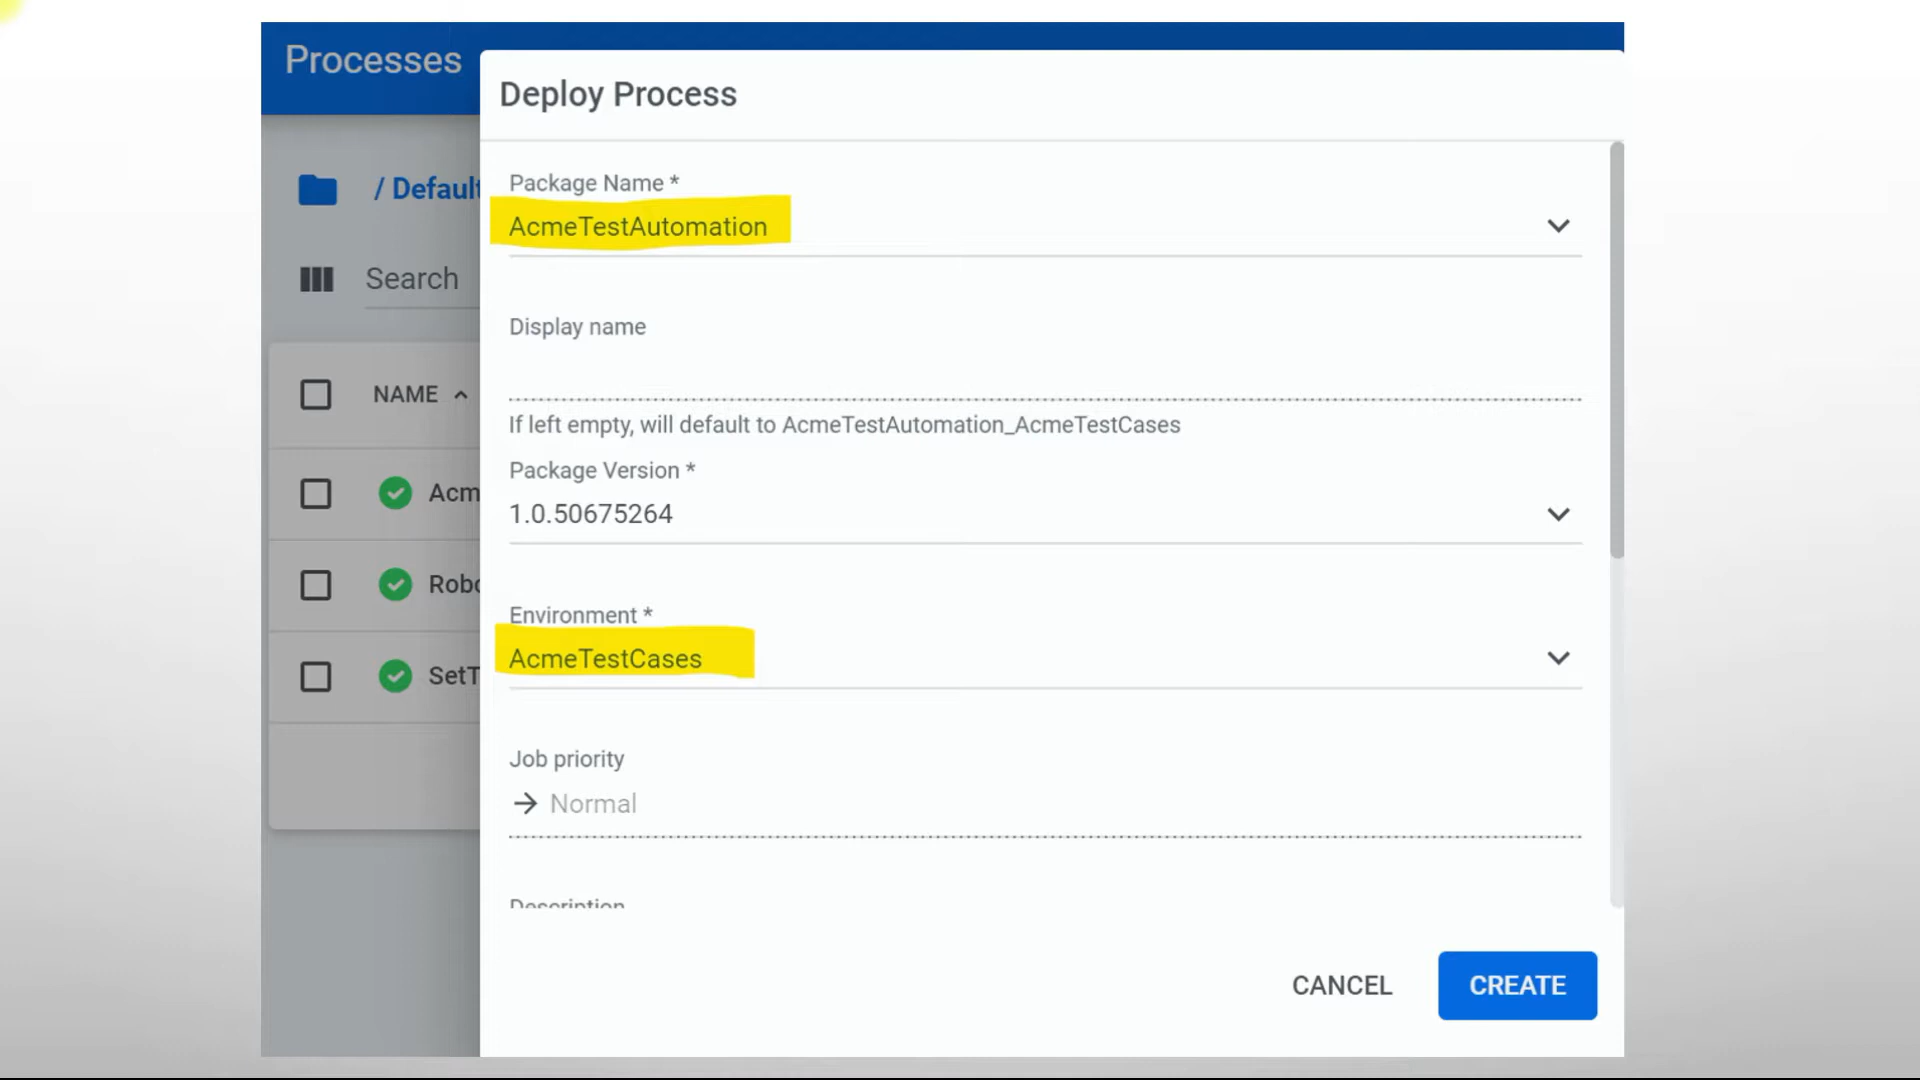 Processes
Deploy Process
/ Default
Search
NAME
Acm
Robo
SetT
Package Name *
AcmeTestAutomation
Display name
If left empty, will default to AcmeTestAutomation_AcmeTestCases
Package Version *
1.0.50675264
Environment *
AcmeTestCases
Job priority
Normal
Description
CANCEL
CREATE